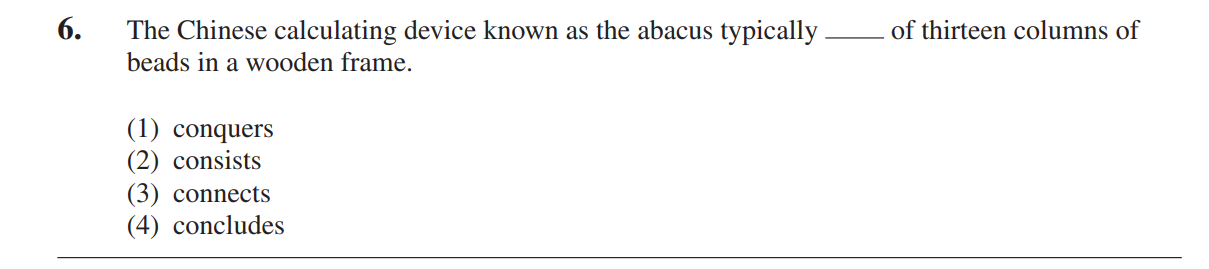 6. The Chinese calculating device known as the abacus typically ____ of thirteen columns of
beads in a wooden frame.
(1) conquers
(2) consists
(3) connects
(4) concludes